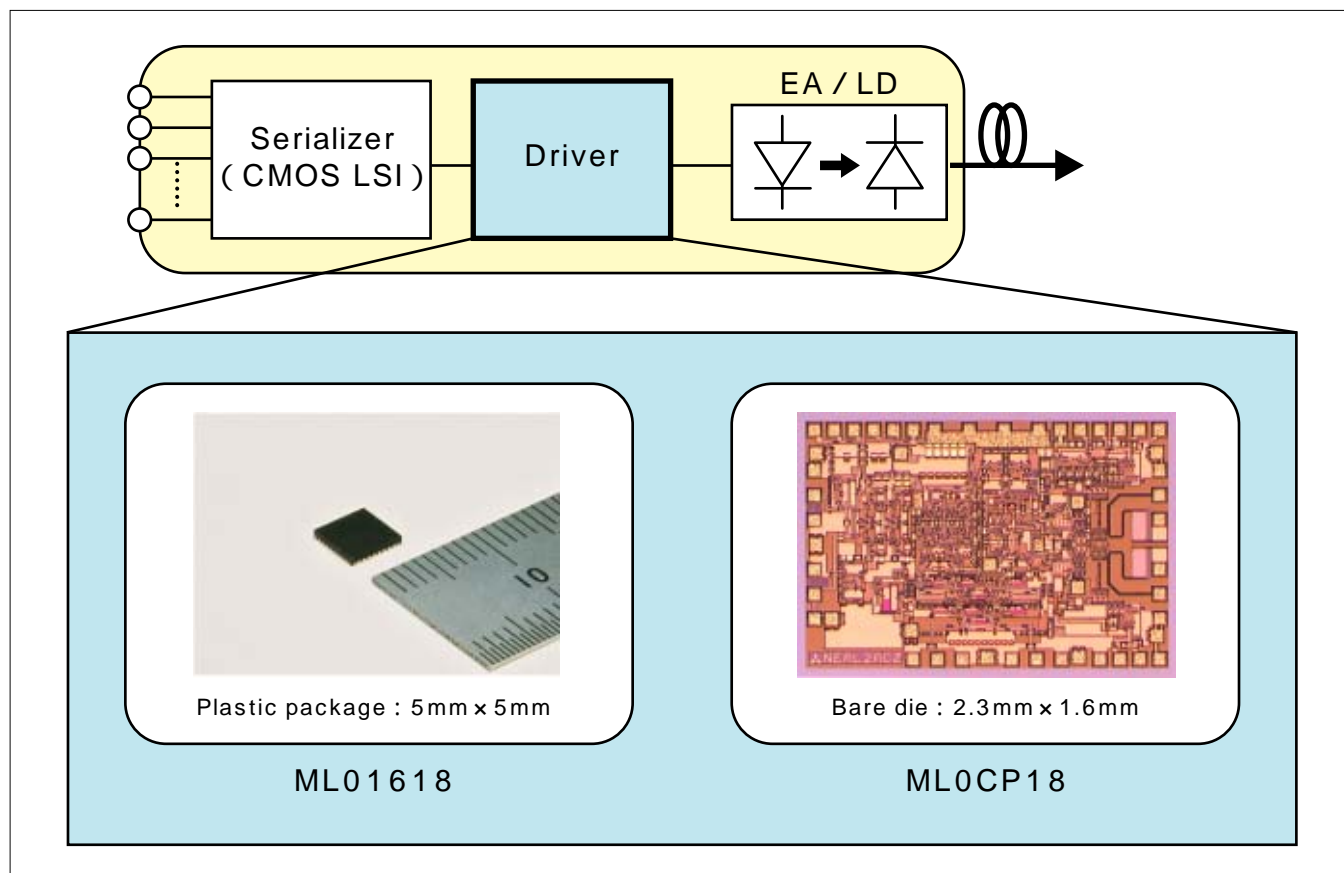 Serializer
(CMOS LSI)
Driver
EA / LD
10
Plastic package : 5mm × 5mm
Bare die : 2.3mm × 1.6mm
ML01618
ML0CP18